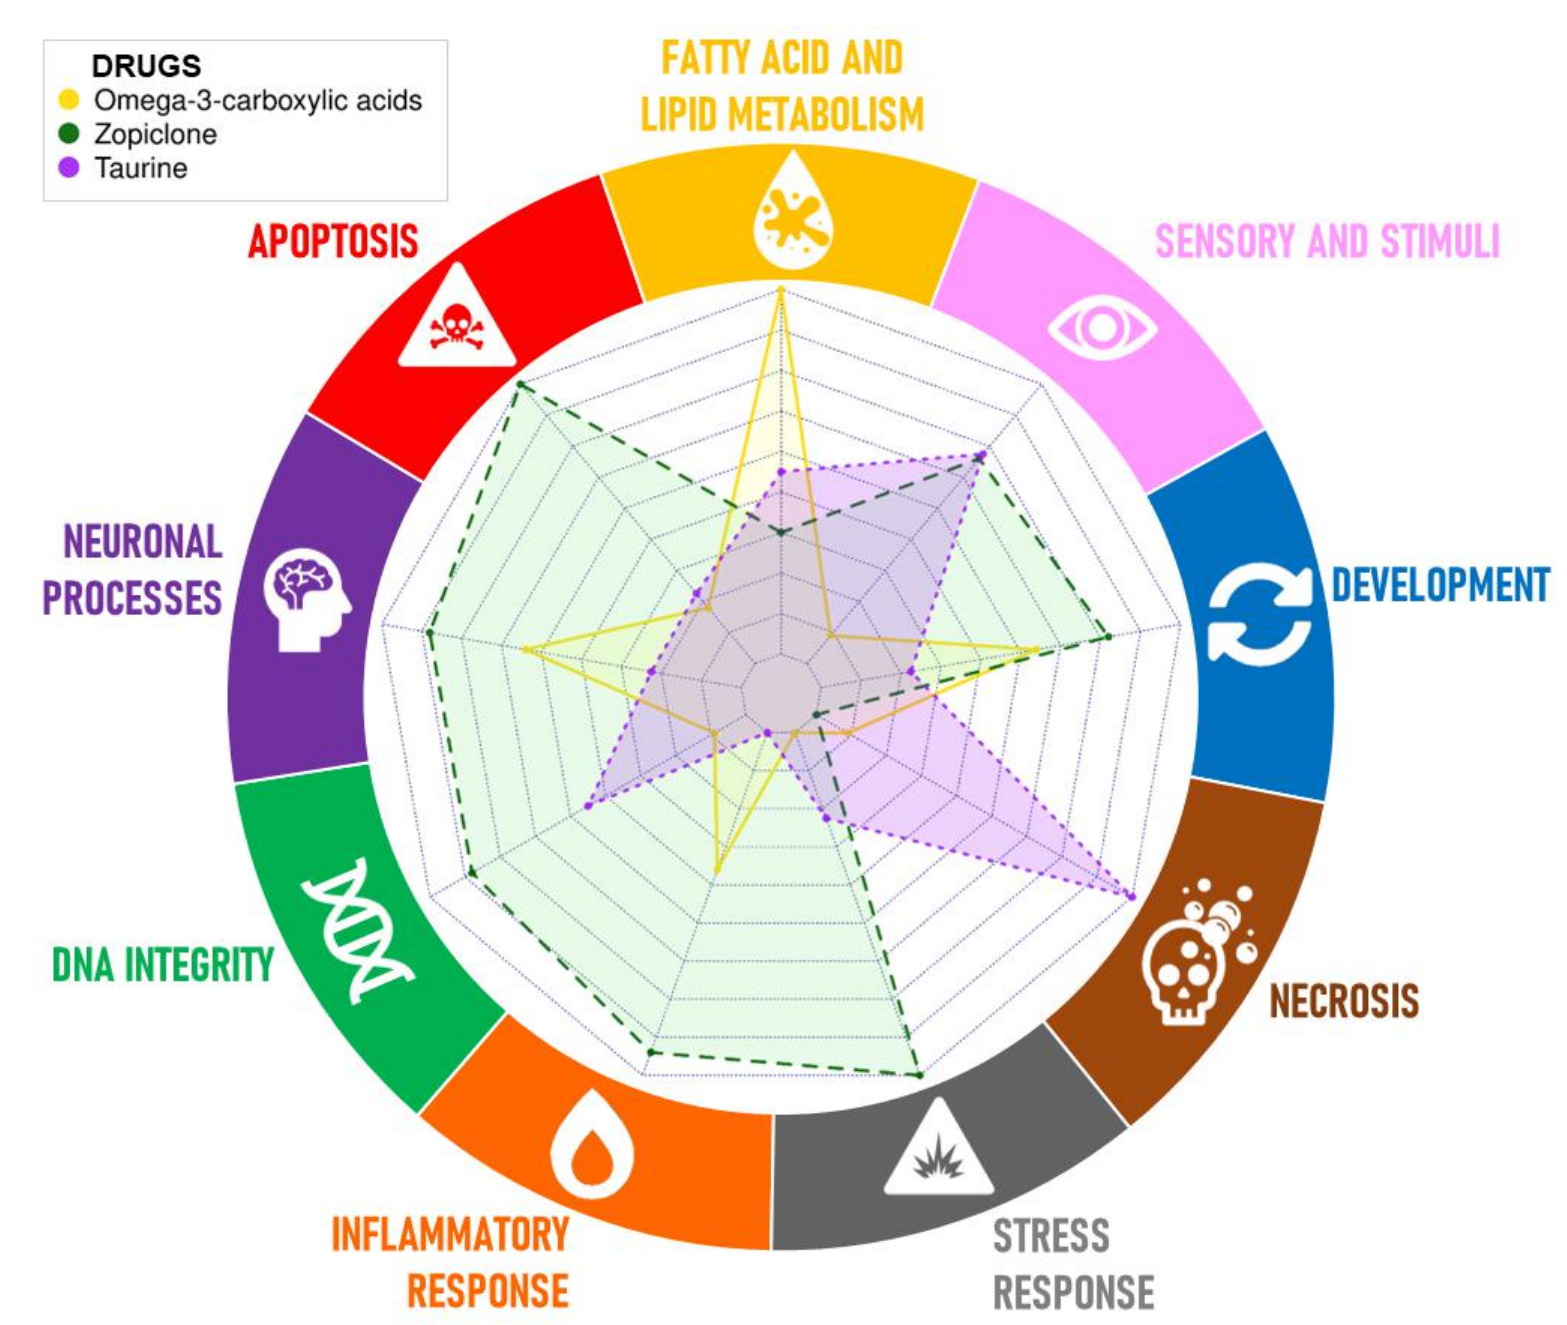 DRUGS
Omega-3-carboxylic acids
Zopiclone
Taurine
FATTY ACID AND
LIPID METABOLISM
APOPTOSIS
SENSORY AND STIMULI
NEURONAL
PROCESSES
DEVELOPMENT
DNA INTEGRITY
NECROSIS
INFLAMMATORY
RESPONSE
STRESS
RESPONSE